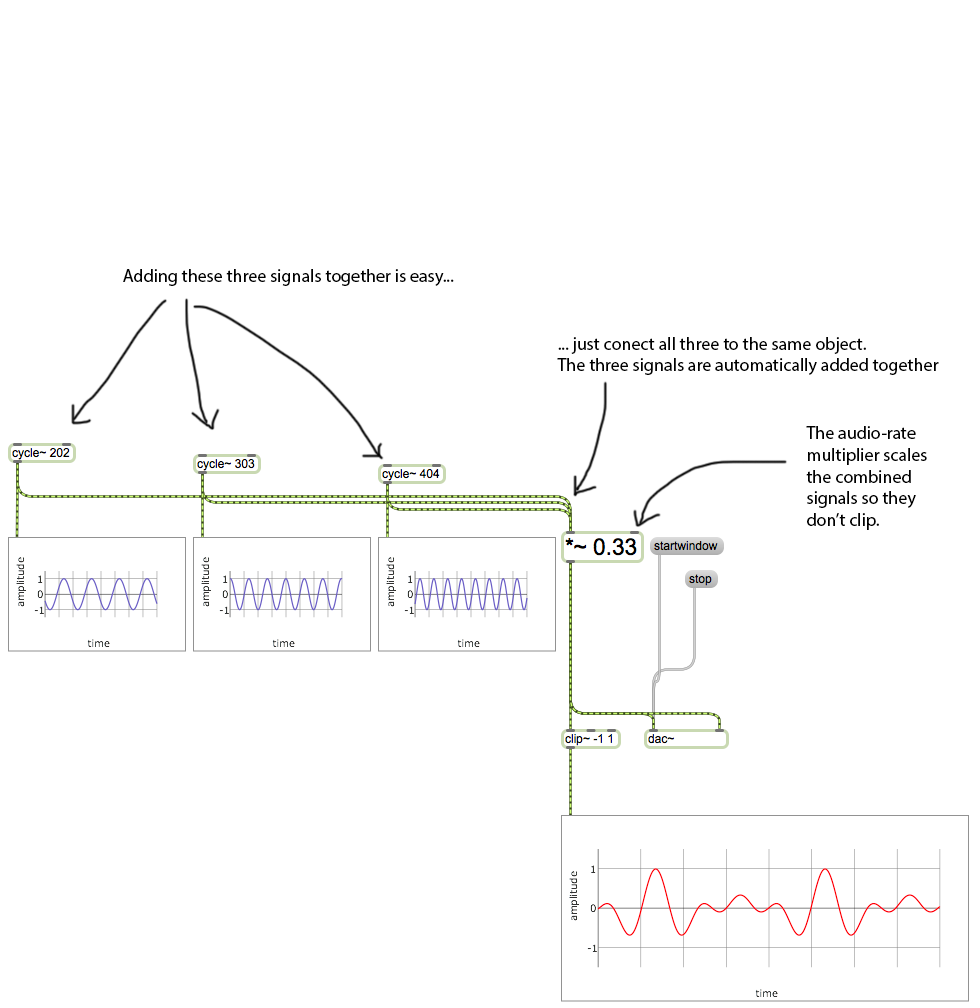 Adding these three signals together is easy...
... just conect all three to the same object.
The three signals are automatically added together
The audio-rate
multiplier scales
the combined
signals so they
don’t clip.
cycle~ 202
cycle~ 303
cycle~ 404
*~ 0.33
startwindow
stop
amplitude
1
0
-1
time
amplitude
1
0
-1
time
amplitude
1
0
-1
time
clip~ -1 1
dac~
amplitude
1
0
-1
time